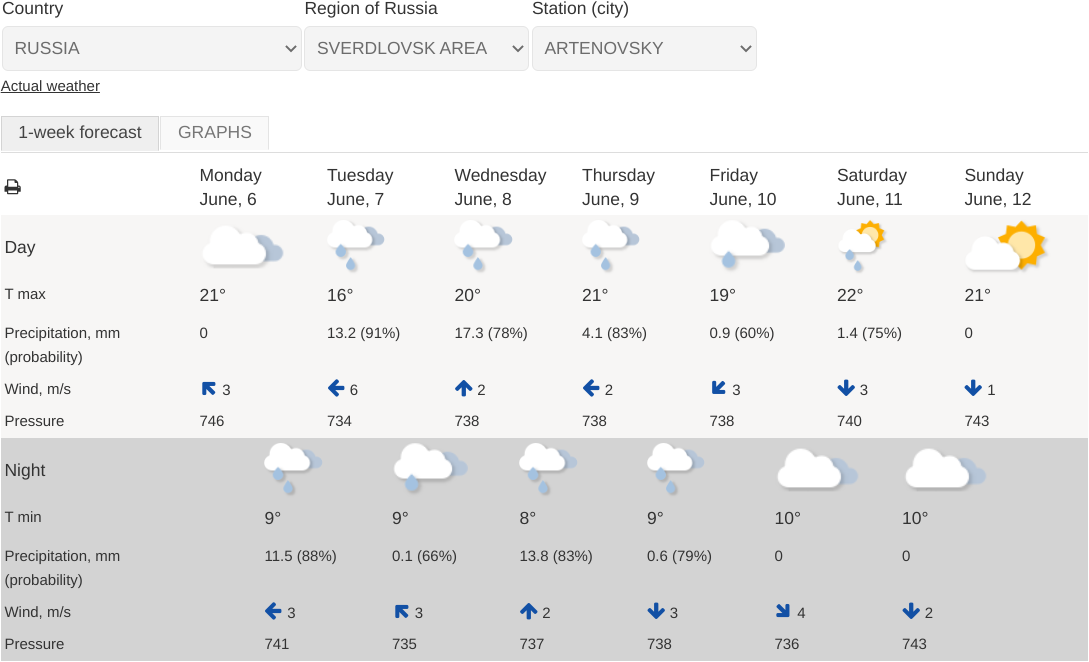 Country Region of Russia Station (city)
RUSSIA SVERDLOVSK AREA ARTENOVSKY
Actual weather
1-week forecast GRAPHS
Monday Tuesday Wednesday Thursday Friday Saturday Sunday
June, 6 June, 7 June, 8 June, 9 June, 10 June, 11 June, 12
Day
T max 21° 16° 20° 21° 19° 22° 21°
Precipitation, mm 0 13.2 (91%) 17.3 (78%) 4.1 (83%) 0.9 (60%) 1.4 (75%) 0
(probability)
Wind, m/s 3 6 2 2 3 3 1
Pressure 746 734 738 738 738 740 743
Night
T min 9° 9° 8° 9° 10° 10°
Precipitation, mm 11.5 (88%) 0.1 (66%) 13.8 (83%) 0.6 (79%) 0 0
(probability)
Wind, m/s 3 3 2 3 4 2
Pressure 741 735 737 738 736 743